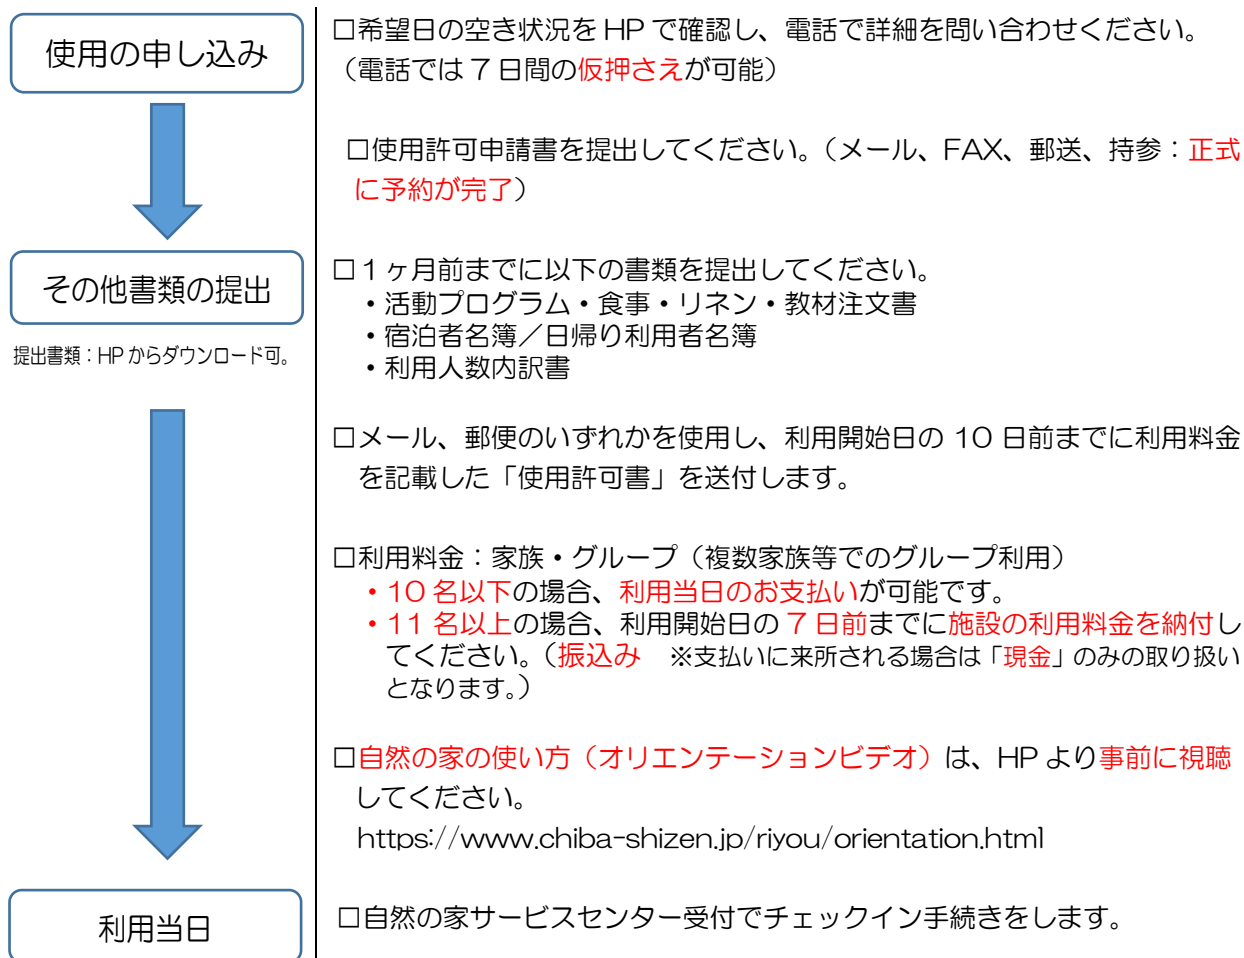 使用の申し込み
□希望日の空き状況を HP で確認し、電話で詳細を問い合わせください。
（電話では 7 日間の仮押さえが可能）
□使用許可申請書を提出してください。（メール、FAX、郵送、持参：正式
に予約が完了）
その他書類の提出
提出書類：HP からダウンロード可。
□１ヶ月前までに以下の書類を提出してください。
・活動プログラム・食事・リネン・教材注文書
・宿泊者名簿／日帰り利用者名簿
・利用人数内訳書
□メール、郵便のいずれかを使用し、利用開始日の 10 日前までに利用料金
を記載した「使用許可書」を送付します。
□利用料金：家族・グループ（複数家族等でのグループ利用）
・10 名以下の場合、利用当日のお支払いが可能です。
・11 名以上の場合、利用開始日の 7 日前までに施設の利用料金を納付し
てください。（振込み　※支払いに来所される場合は「現金」のみの取り扱い
となります。）
□自然の家の使い方（オリエンテーションビデオ）は、HP より事前に視聴
してください。
https://www.chiba-shizen.jp/riyou/orientation.html
利用当日
□自然の家サービスセンター受付でチェックイン手続きをします。